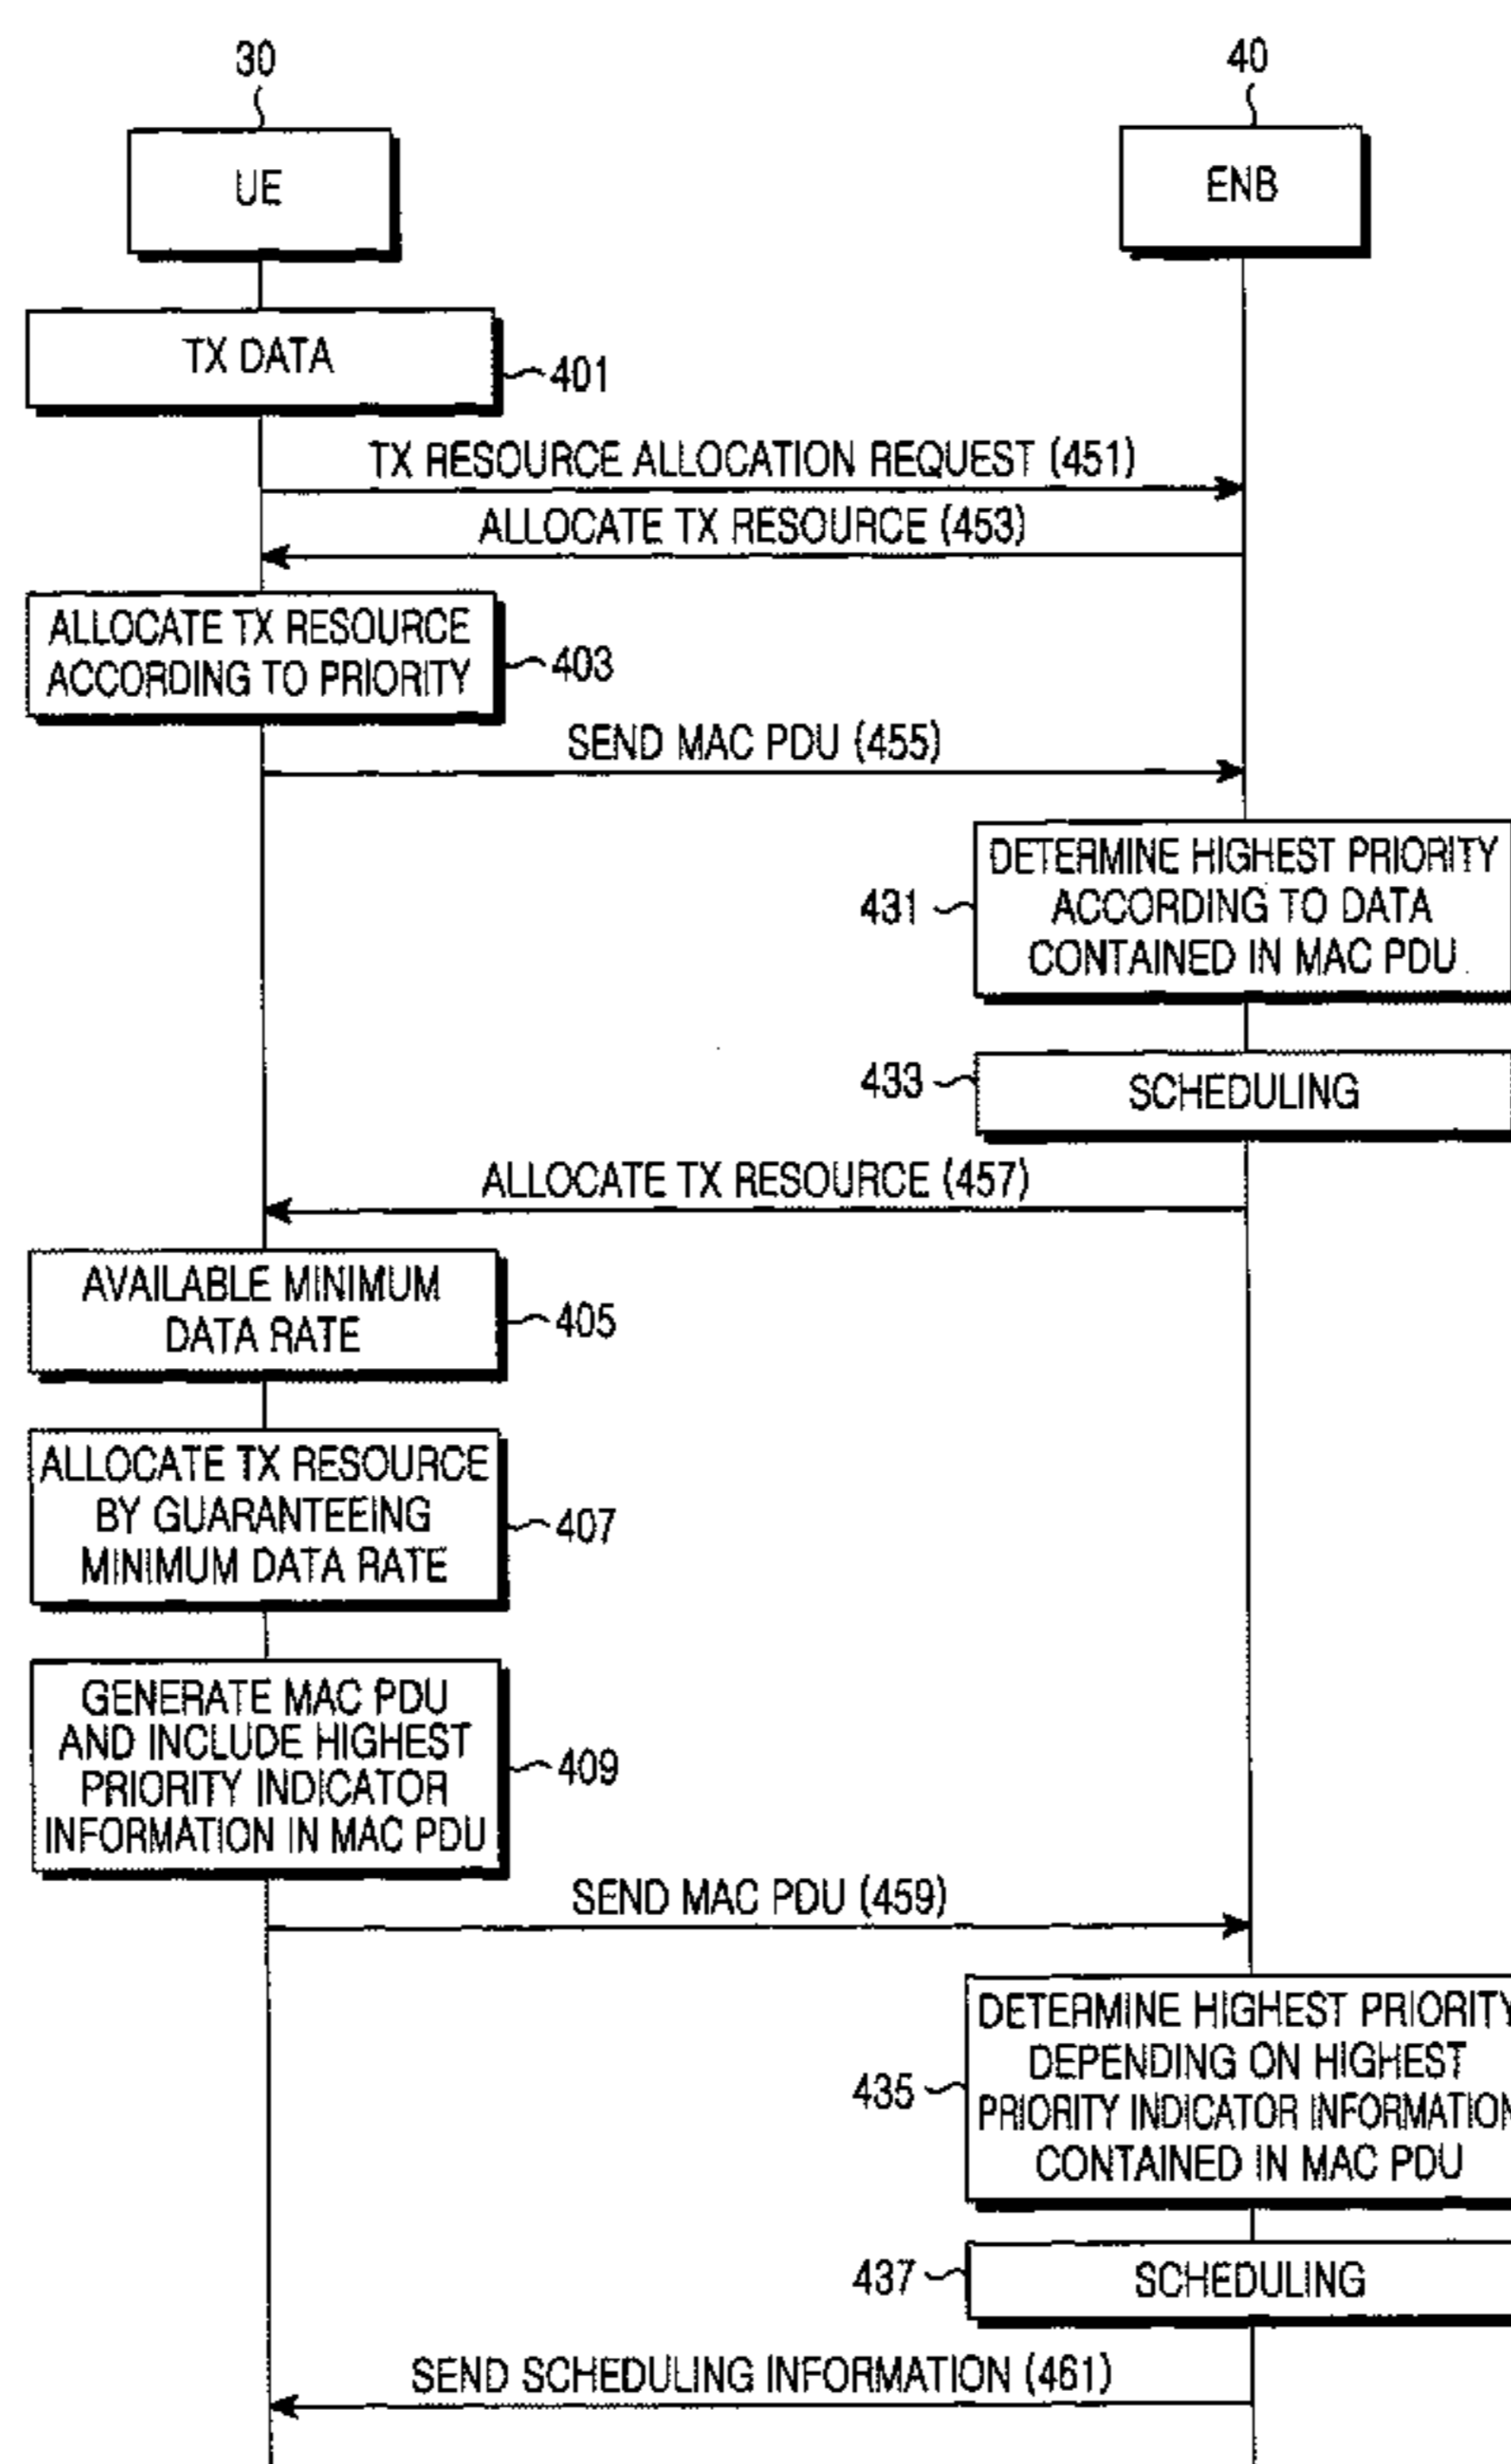 30
40
UE
ENB
TX DATA
401
TX RESOURCE ALLOCATION REQUEST (451)
ALLOCATE TX RESOURCE (453)
ALLOCATE TX RESOURCE
ACCORDING TO PRIORITY
403
SEND MAC PDU (455)
431
DETERMINE HIGHEST PRIORITY
ACCORDING TO DATA
CONTAINED IN MAC PDU
433
SCHEDULING
ALLOCATE TX RESOURCE (457)
AVAILABLE MINIMUM
DATA RATE
405
ALLOCATE TX RESOURCE
BY GUARANTEEING
MINIMUM DATA RATE
407
GENERATE MAC PDU
AND INCLUDE HIGHEST
PRIORITY INDICATOR
INFORMATION IN MAC PDU
409
SEND MAC PDU (459)
435
DETERMINE HIGHEST PRIORITY
DEPENDING ON HIGHEST
PRIORITY INDICATOR INFORMATION
CONTAINED IN MAC PDU
437
SCHEDULING
SEND SCHEDULING INFORMATION (461)